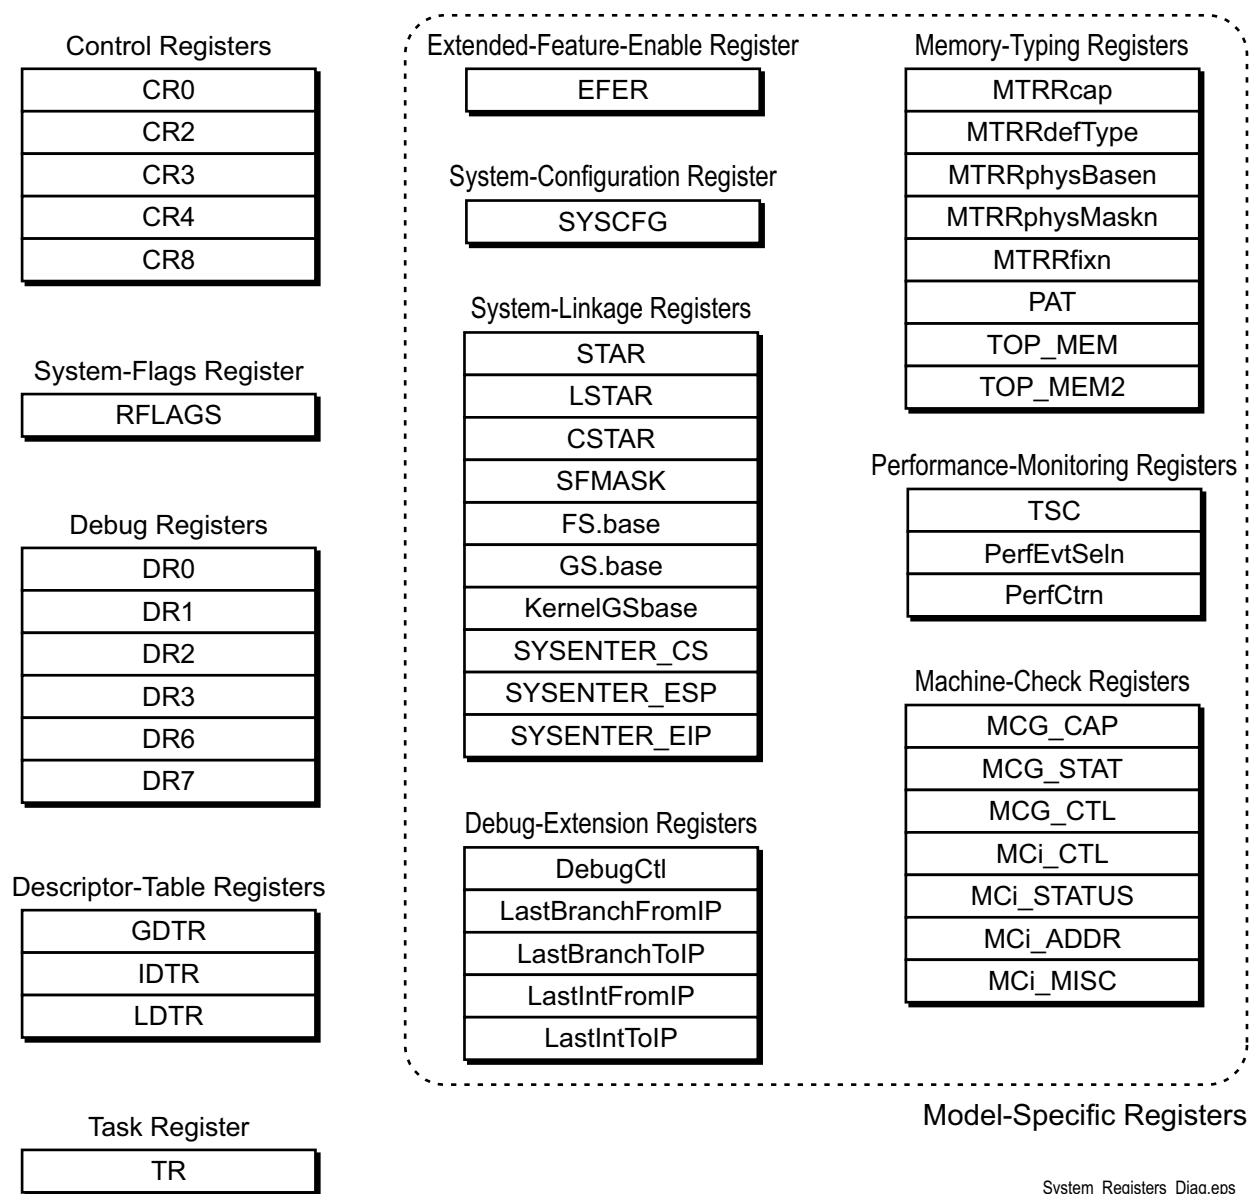 Control Registers
CR0
CR2
CR3
CR4
CR8
System-Flags Register
RFLAGS
Debug Registers
DR0
DR1
DR2
DR3
DR6
DR7
Descriptor-Table Registers
GDTR
IDTR
LDTR
Task Register
TR
Extended-Feature-Enable Register
EFER
System-Configuration Register
SYSCFG
System-Linkage Registers
STAR
LSTAR
CSTAR
SFMASK
FS.base
GS.base
KernelGSbase
SYSENTER_CS
SYSENTER_ESP
SYSENTER_EIP
Debug-Extension Registers
DebugCtl
LastBranchFromIP
LastBranchToIP
LastIntFromIP
LastIntToIP
Memory-Typing Registers
MTRRcap
MTRRdefType
MTRRphysBasen
MTRRphysMaskn
MTRRfixn
PAT
TOP_MEM
TOP_MEM2
Performance-Monitoring Registers
TSC
PerfEvtSeln
PerfCtrn
Machine-Check Registers
MCG_CAP
MCG_STAT
MCG_CTL
MCi_CTL
MCi_STATUS
MCi_ADDR
MCi_MISC
Model-Specific Registers
System_Registers_Diag.eps